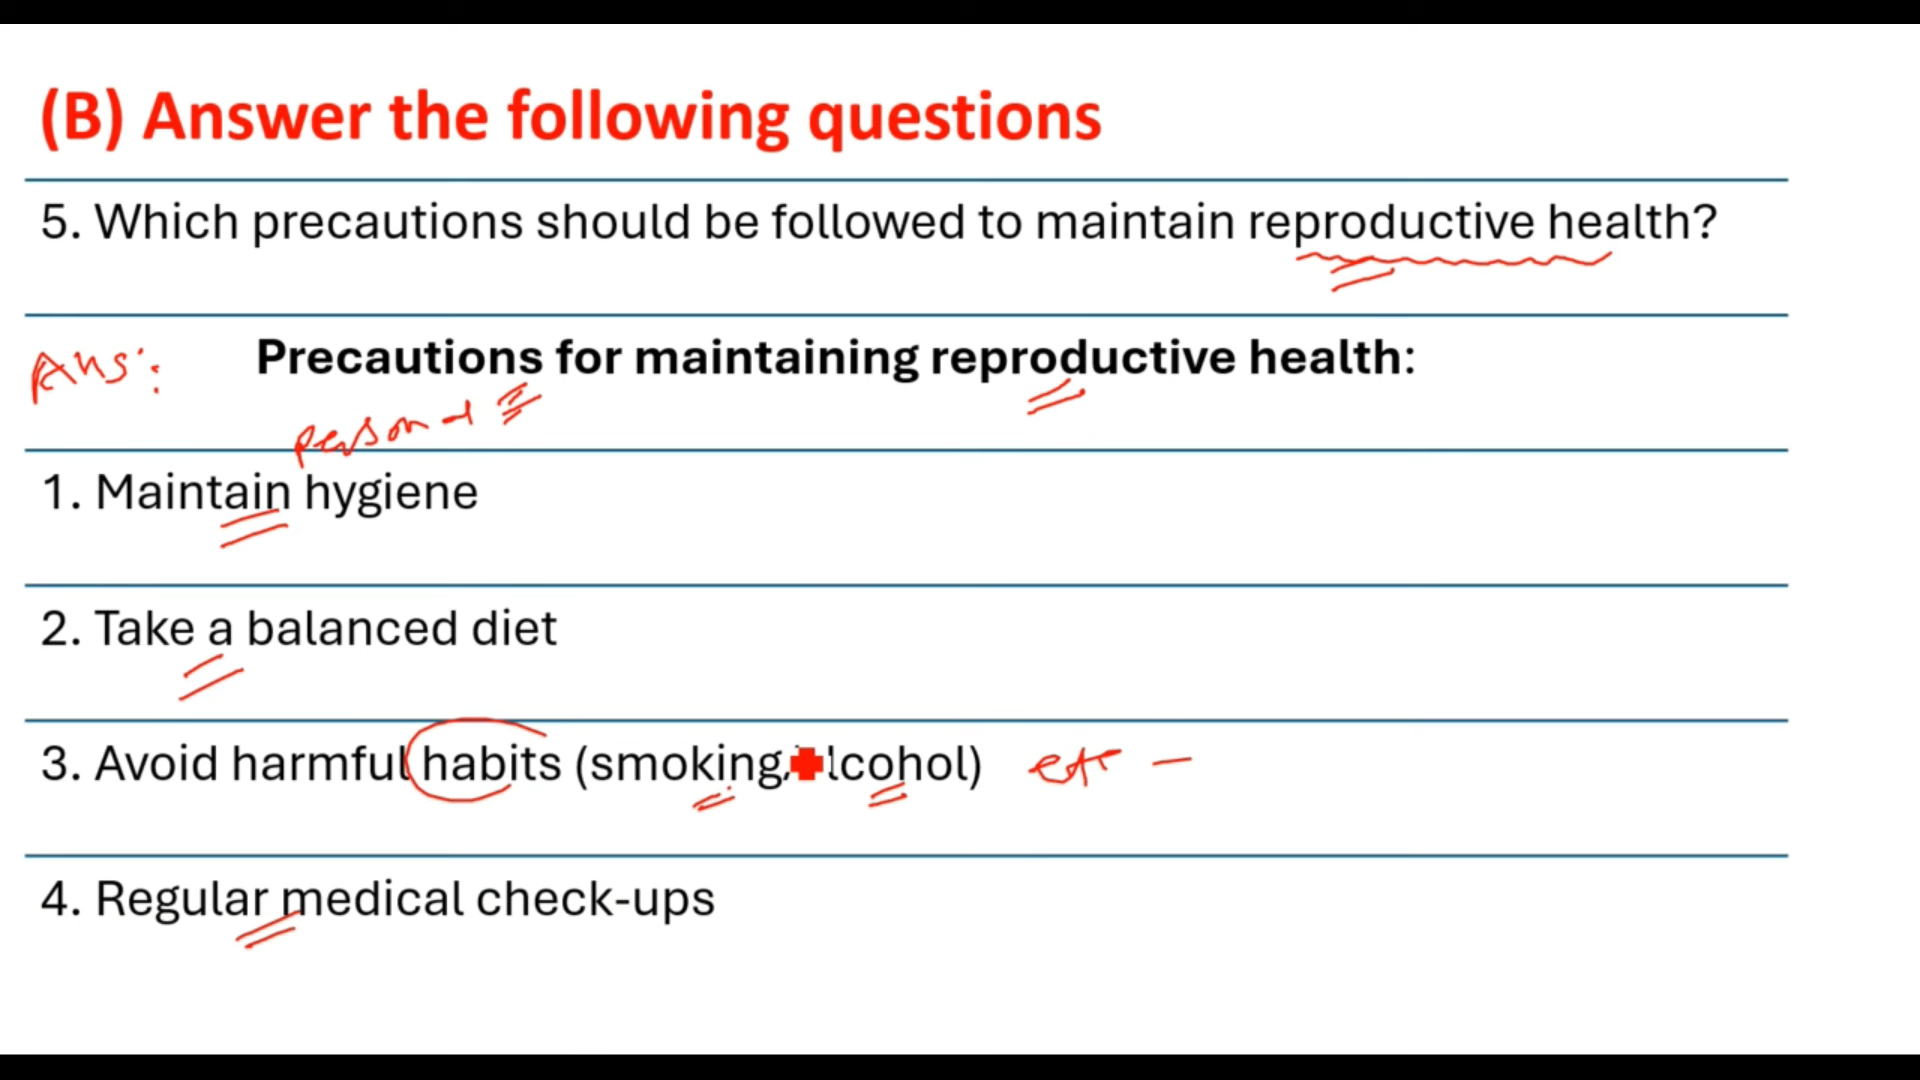 (B) Answer the following questions
5. Which precautions should be followed to maintain reproductive health?
Ans: Precautions for maintaining reproductive health:
personal
1. Maintain hygiene
2. Take a balanced diet
3. Avoid harmful habits (smoking, alcohol) etc
4. Regular medical check-ups